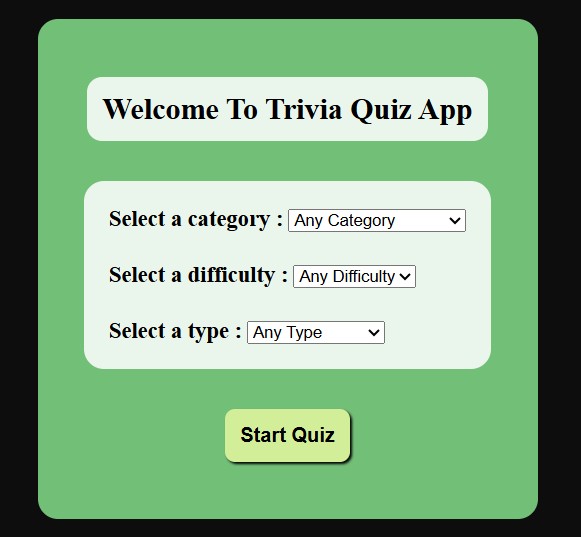 Welcome To Trivia Quiz App
Select a category : Any Category
Select a difficulty : Any Difficulty
Select a type : Any Type
Start Quiz